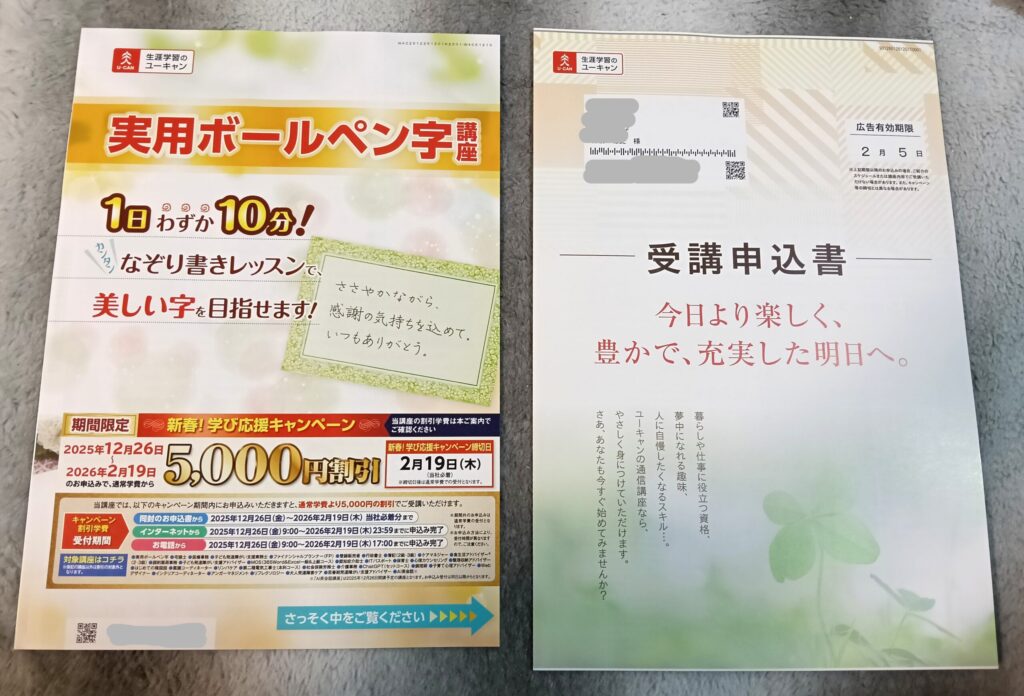 生涯学習の
ユーキャン
U-CAN
実用ボールペン字講座
1日わずか10分!
カンタン
なぞり書きレッスンで、
美しい字を目指せます!
ささやかながら、
感謝の気持ちを込めて。
いつもありがとう。
期間限定
新春!学び応援キャンペーン
当講座の割引学費は本ご案内で
ご確認ください
2025年12月26日
～
2026年2月19日
のお申込みで、通常学費から
5,000円割引
新春!学び応援キャンペーン締切日
2月19日(木)
(当社必着)
当講座では、以下のキャンペーン期間内にお申込みいただきますと、通常学費より5,000円の割引でご受講いただけます。
キャンペーン
割引学費
受付期間
同封のお申込書から 2025年12月26日(金)～2026年2月19日(木) 当社必着分まで
インターネットから 2025年12月26日(金)9:00～2026年2月19日(木)23:59までに申込み完了
お電話から 2025年12月26日(金)9:00～2026年2月19日(木)17:00までに申込み完了
対象講座はコチラ
さっそく中をご覧ください
生涯学習の
ユーキャン
U-CAN
様
広告有効期限
2月5日
受講申込書
今日より楽しく、
豊かで、充実した明日へ。
暮らしや仕事に役立つ資格、
夢中になれる趣味、
人に自慢したくなるスキル…。
ユーキャンの通信講座なら、
やさしく身につけていただけます。
さあ、あなたも今すぐ始めてみませんか?